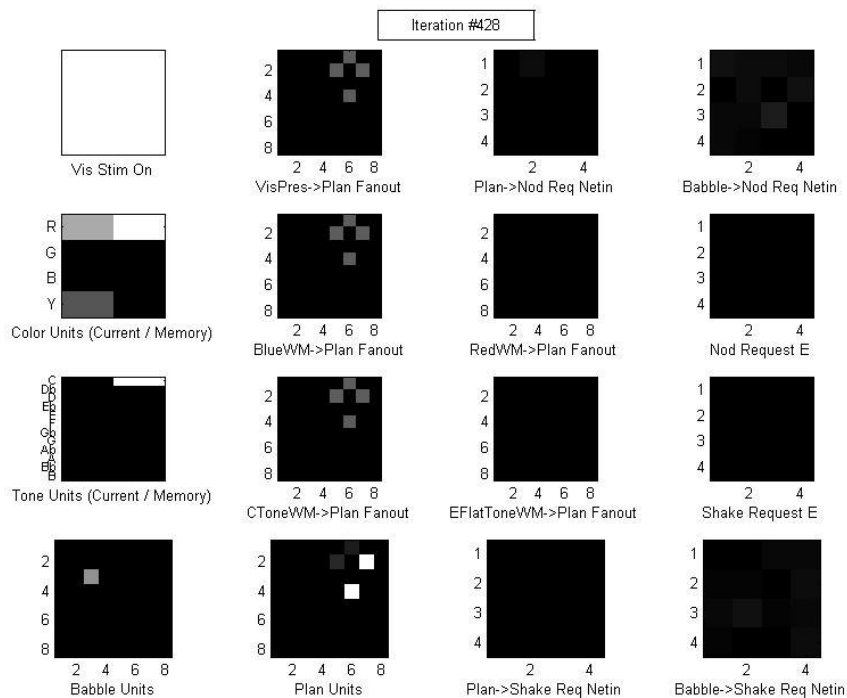 Iteration #428
2
4
6
8
2 4 6 8
1
2
3
4
2 4
1
2
3
4
2 4
Vis Stim On
VisPres->Plan Fanout
Plan->Nod Req Netin
Babble->Nod Req Netin
R
G
B
Y
2
4
6
8
2 4 6 8
2
4
6
8
2 4 6 8
1
2
3
4
2 4
Color Units (Current / Memory)
BlueWM->Plan Fanout
RedWM->Plan Fanout
Nod Request E
C
Db
D
Eb
E
F
Gb
G
Ab
A
Bb
B
2
4
6
8
2 4 6 8
2
4
6
8
2 4 6 8
1
2
3
4
2 4
Tone Units (Current / Memory)
CToneWM->Plan Fanout
EFlatToneWM->Plan Fanout
Shake Request E
2
4
6
8
2 4 6 8
2
4
6
8
2 4 6 8
1
2
3
4
2 4
1
2
3
4
2 4
Babble Units
Plan Units
Plan->Shake Req Netin
Babble->Shake Req Netin